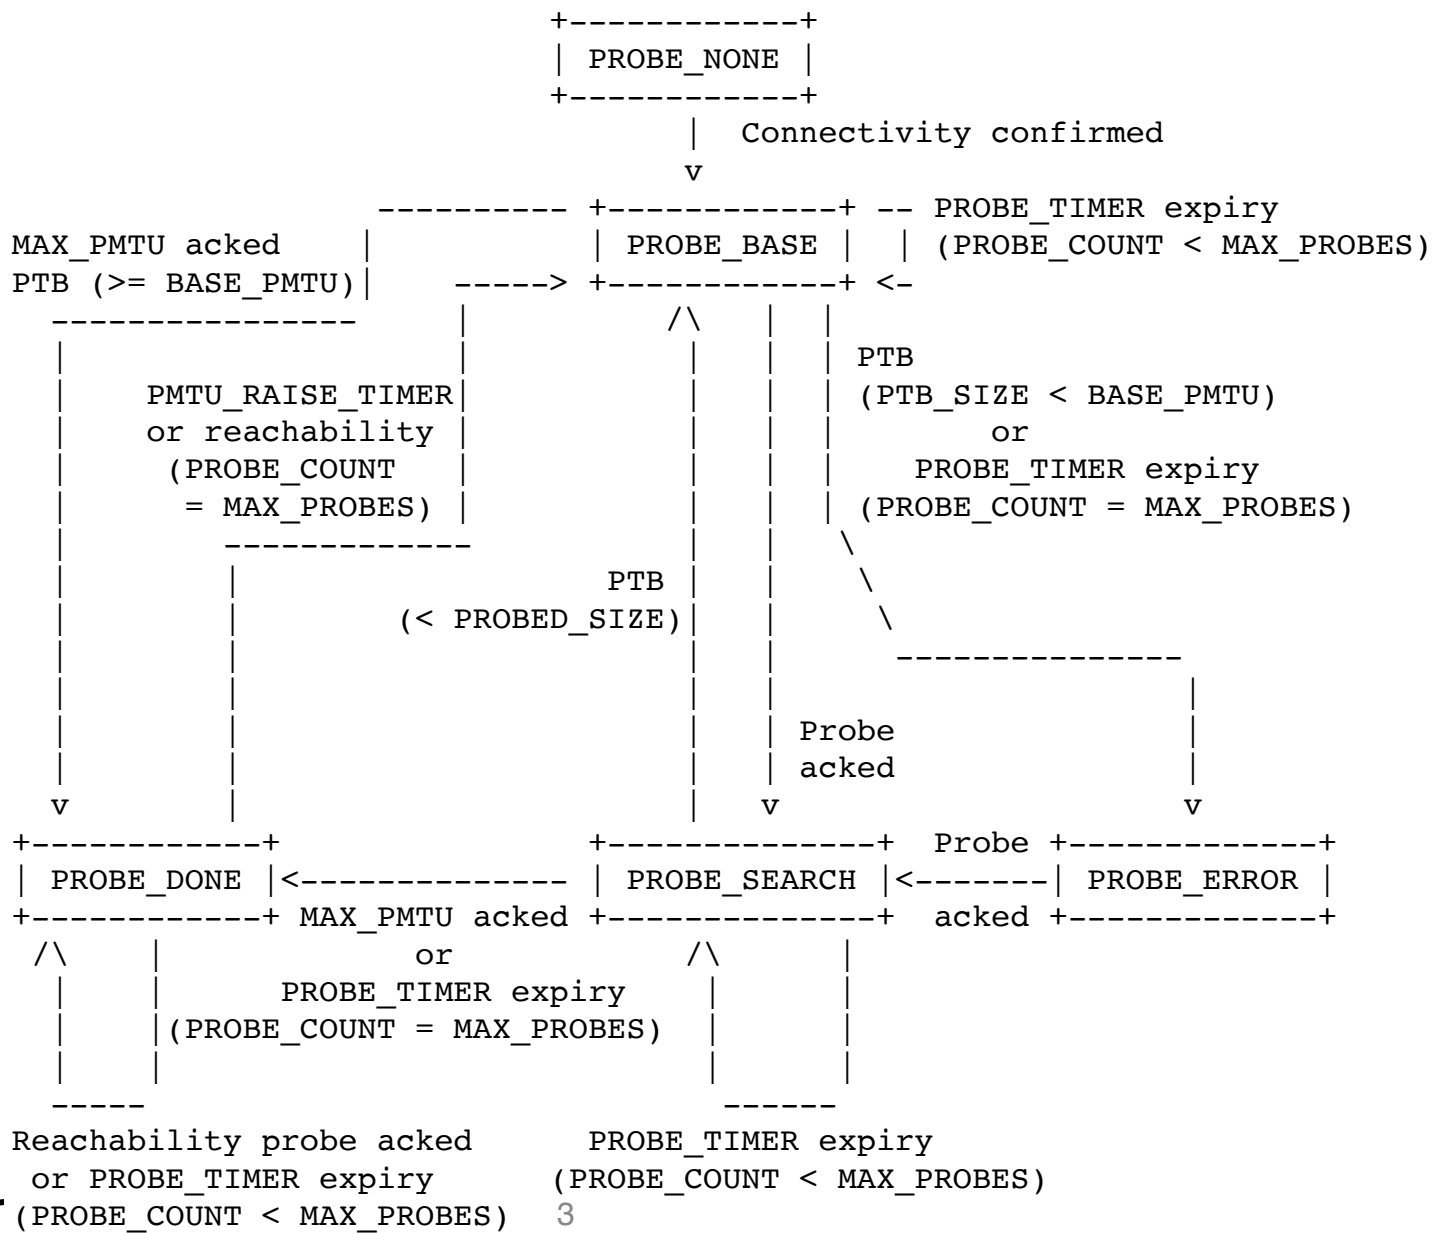 +------------+
| PROBE_NONE |
+------------+
| Connectivity confirmed
v
---------- +------------+ -- PROBE_TIMER expiry
MAX_PMTU acked | | PROBE_BASE | | (PROBE_COUNT < MAX_PROBES)
PTB (>= BASE_PMTU)| -----> +------------+ <-
---------------- | /\ | |
| | | | | PTB
| PMTU_RAISE_TIMER| | | | (PTB_SIZE < BASE_PMTU)
| or reachability | | | | or
| (PROBE_COUNT | | | | PROBE_TIMER expiry
| = MAX_PROBES) | | | | (PROBE_COUNT = MAX_PROBES)
| ------------- | | \
| | PTB | | \
| | (< PROBED_SIZE)| | \
| | | | ---------------
| | | | |
| | | | Probe |
| | | | acked |
v | | v v
+------------+ +--------------+ Probe +-------------+
| PROBE_DONE |<-------------- | PROBE_SEARCH |<-------| PROBE_ERROR |
+------------+ MAX_PMTU acked +--------------+ acked +-------------+
/\ | or /\ |
| | PROBE_TIMER expiry | |
| |(PROBE_COUNT = MAX_PROBES) | |
| | | |
----- ------
Reachability probe acked PROBE_TIMER expiry
or PROBE_TIMER expiry (PROBE_COUNT < MAX_PROBES)
(PROBE_COUNT < MAX_PROBES) 3